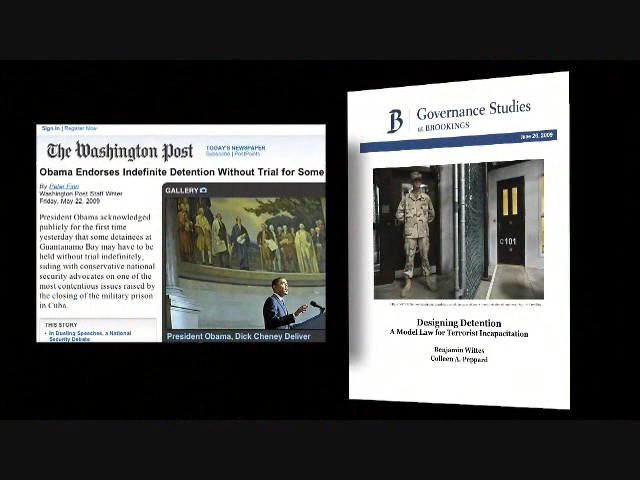 Sign In | Register Now
The Washington Post
TODAY'S NEWSPAPER
Subscribe | PostPoints
Obama Endorses Indefinite Detention Without Trial for Some
By Peter Finn
Washington Post Staff Writer
Friday, May 22, 2009
President Obama acknowledged
publicly for the first time
yesterday that some detainees at
Guantanamo Bay may have to be
held without trial indefinitely,
siding with conservative national
security advocates on one of the
most contentious issues raised by
the closing of the military prison
in Cuba.
THIS STORY
• In Dueling Speeches, a National
Security Debate
GALLERY
President Obama, Dick Cheney Deliver
B
Governance Studies
at BROOKINGS
June 26, 2009
C101
Designing Detention
A Model Law for Terrorist Incapacitation
Benjamin Wittes
Colleen A. Peppard